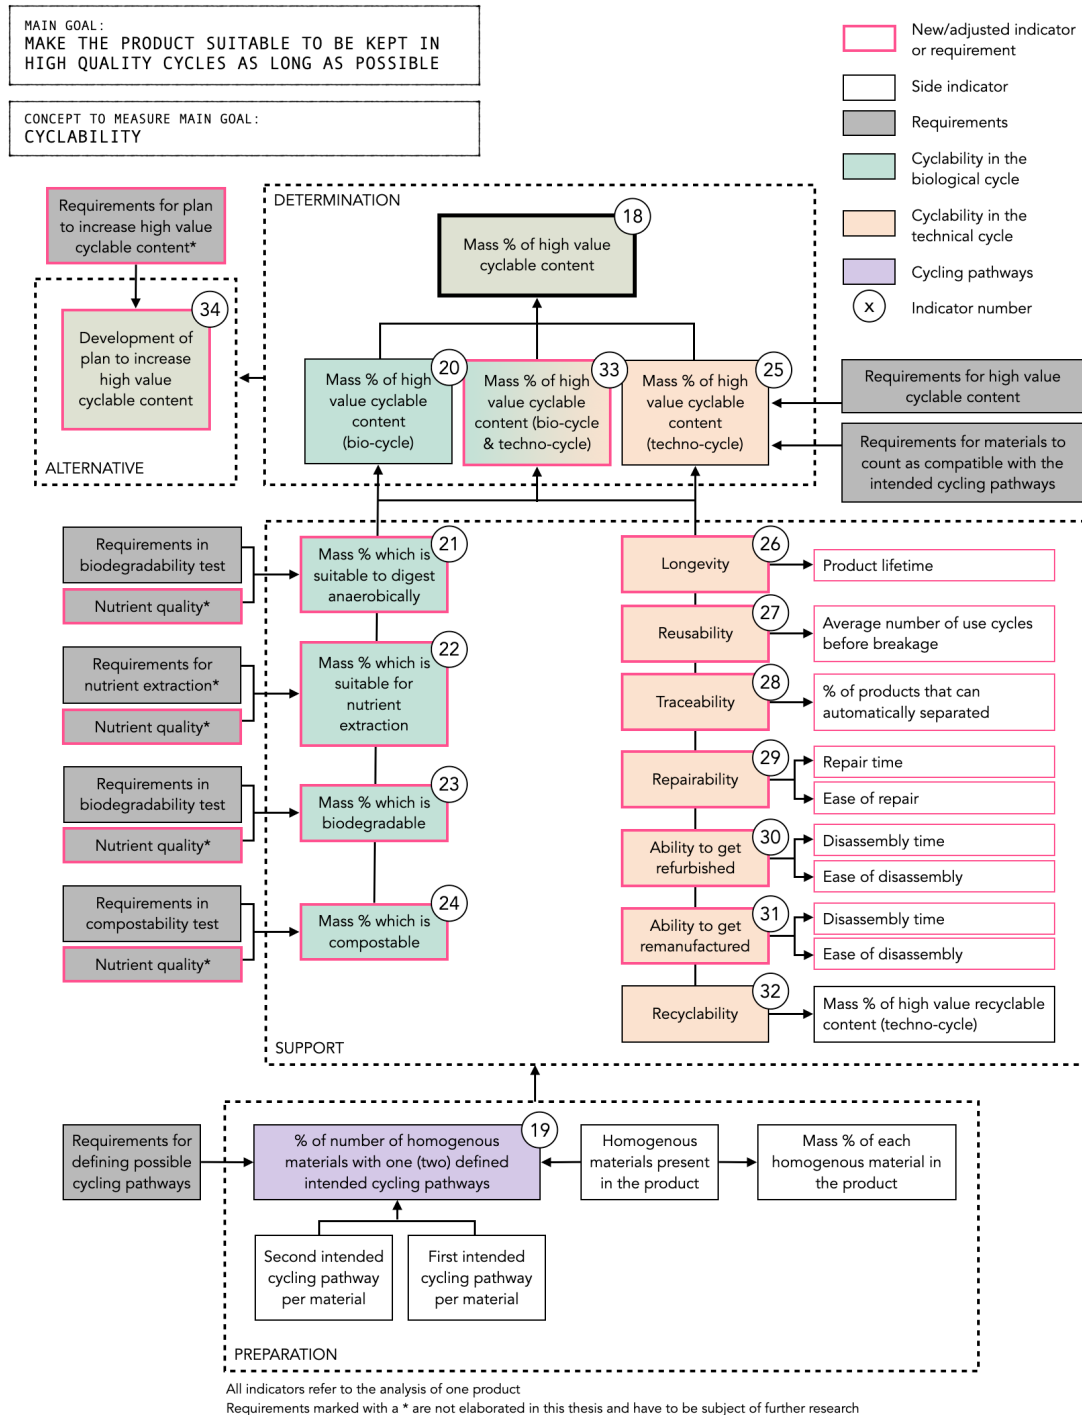 MAIN GOAL:
MAKE THE PRODUCT SUITABLE TO BE KEPT IN
HIGH QUALITY CYCLES AS LONG AS POSSIBLE
CONCEPT TO MEASURE MAIN GOAL:
CYCLABILITY
New/adjusted indicator
or requirement
Side indicator
Requirements
Cyclability in the
biological cycle
Cyclability in the
technical cycle
Cycling pathways
x
Indicator number
Requirements for plan
to increase high value
cyclable content*
34
Development of
plan to increase
high value
cyclable content
ALTERNATIVE
DETERMINATION
18
Mass % of high value
cyclable content
20
Mass % of high
value cyclable
content
(bio-cycle)
33
Mass % of high
value cyclable
content (bio-cycle
& techno-cycle)
25
Mass % of high
value cyclable
content
(techno-cycle)
Requirements for high value
cyclable content
Requirements for materials to
count as compatible with the
intended cycling pathways
Requirements in
biodegradability test
Nutrient quality*
21
Mass % which is
suitable to digest
anaerobically
Requirements for
nutrient extraction*
Nutrient quality*
22
Mass % which is
suitable for
nutrient
extraction
Requirements in
biodegradability test
Nutrient quality*
23
Mass % which is
biodegradable
Requirements in
compostability test
Nutrient quality*
24
Mass % which is
compostable
26
Longevity
Product lifetime
27
Reusability
Average number of use cycles
before breakage
28
Traceability
% of products that can
automatically separated
29
Repairability
Repair time
Ease of repair
30
Ability to get
refurbished
Disassembly time
Ease of disassembly
31
Ability to get
remanufactured
Disassembly time
Ease of disassembly
32
Recyclability
Mass % of high value recyclable
content (techno-cycle)
SUPPORT
Requirements for
defining possible
cycling pathways
19
% of number of homogenous
materials with one (two) defined
intended cycling pathways
Homogenous
materials present
in the product
Mass % of each
homogenous material in
the product
Second intended
cycling pathway
per material
First intended
cycling pathway
per material
PREPARATION
All indicators refer to the analysis of one product
Requirements marked with a * are not elaborated in this thesis and have to be subject of further research